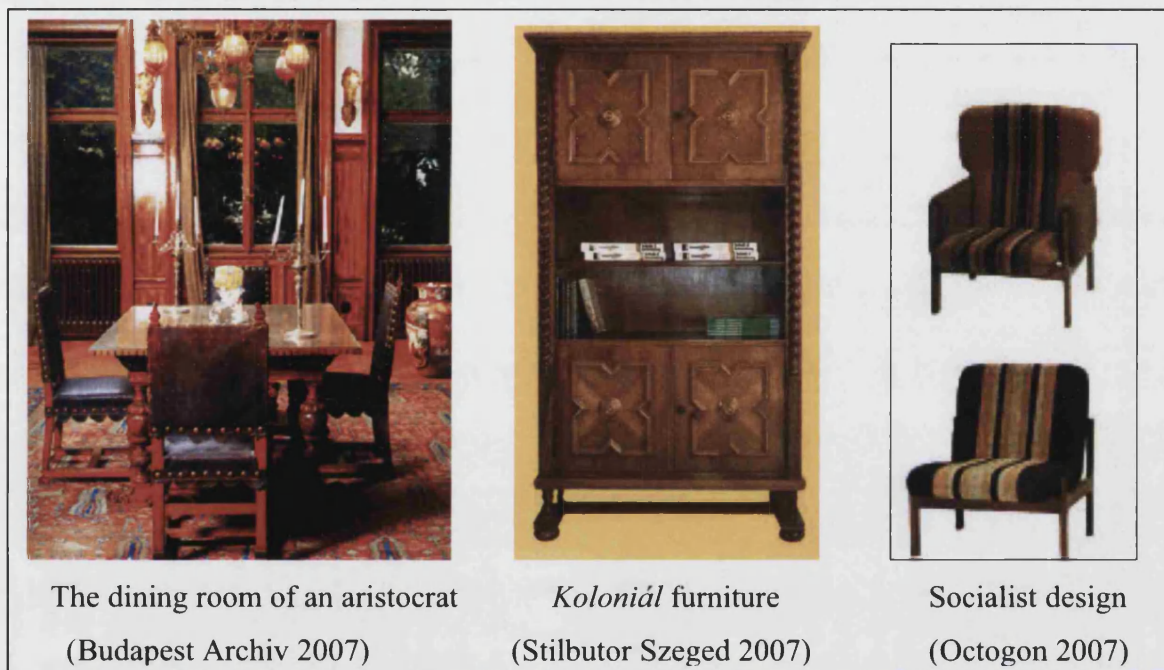 The dining room of an aristocrat
(Budapest Archiv 2007)
Koloniál furniture
(Stilbutor Szeged 2007)
Socialist design
(Octogon 2007)